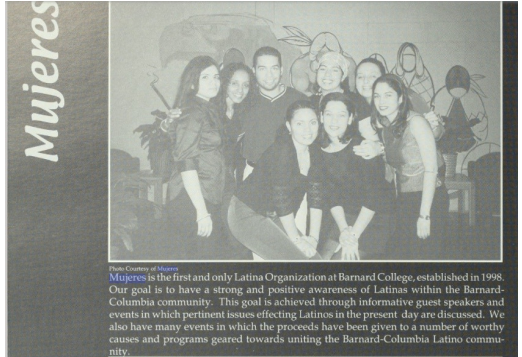 Mujeres
Photo Courtesy of Mujeres
Mujeres is the first and only Latina Organization at Barnard College, established in 1998.
Our goal is to have a strong and positive awareness of Latinas within the Barnard-
Columbia community. This goal is achieved through informative guest speakers and
events in which pertinent issues effecting Latinos in the present day are discussed. We
also have many events in which the proceeds have been given to a number of worthy
causes and programs geared towards uniting the Barnard-Columbia Latino commu-
nity.